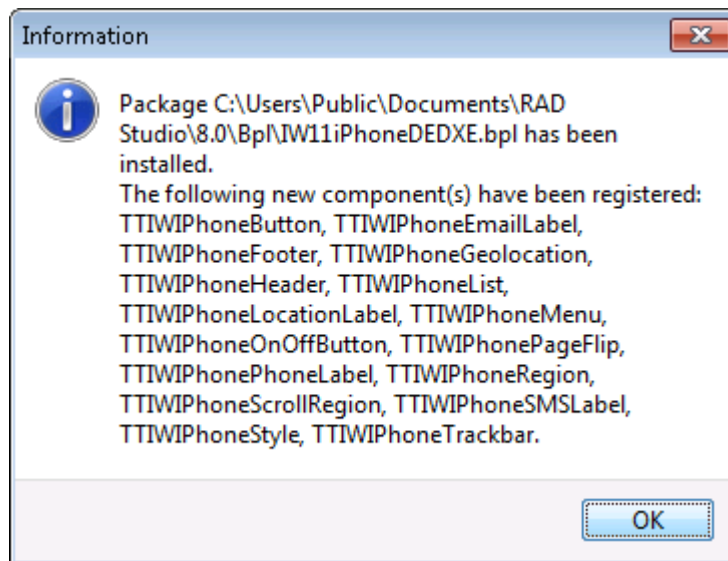 Information
Package C:\Users\Public\Documents\RAD
Studio\8.0\Bpl\IW11iPhoneDEDXE.bpl has been
installed.
The following new component(s) have been registered:
TTIWIPhoneButton, TTIWIPhoneEmailLabel,
TTIWIPhoneFooter, TTIWIPhoneGeolocation,
TTIWIPhoneHeader, TTIWIPhoneList,
TTIWIPhoneLocationLabel, TTIWIPhoneMenu,
TTIWIPhoneOnOffButton, TTIWIPhonePageFlip,
TTIWIPhonePhoneLabel, TTIWIPhoneRegion,
TTIWIPhoneScrollRegion, TTIWIPhoneSMSLabel,
TTIWIPhoneStyle, TTIWIPhoneTrackbar.
OK